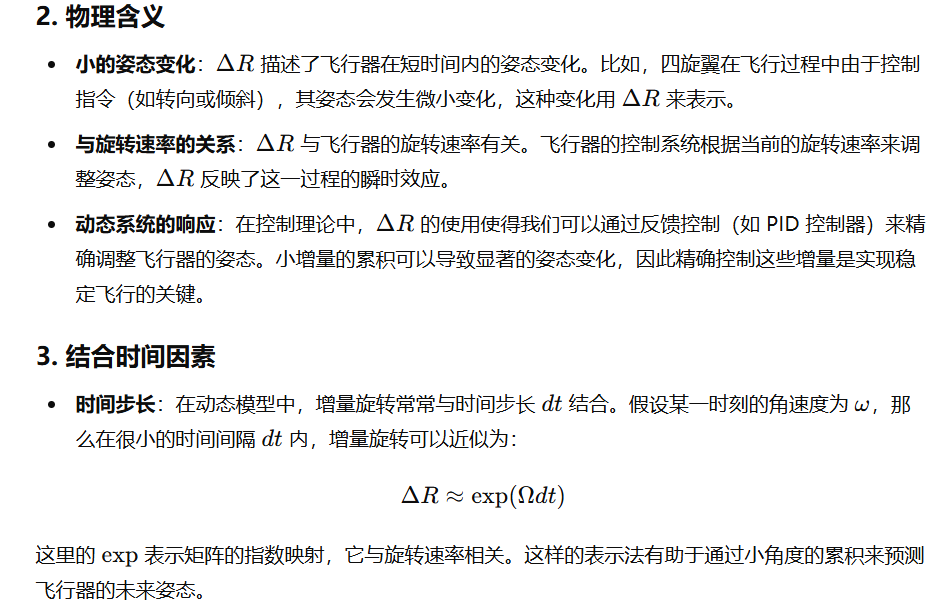 2. 物理含义
• 小的姿态变化：ΔR 描述了飞行器在短时间内的姿态变化。比如，四旋翼在飞行过程中由于控制
指令（如转向或倾斜），其姿态会发生微小变化，这种变化用 ΔR 来表示。
• 与旋转速率的关系：ΔR 与飞行器的旋转速率有关。飞行器的控制系统根据当前的旋转速率来调
整姿态，ΔR 反映了这一过程的瞬时效应。
• 动态系统的响应：在控制理论中，ΔR 的使用使得我们可以通过反馈控制（如 PID 控制器）来精
确调整飞行器的姿态。小增量的累积可以导致显著的姿态变化，因此精确控制这些增量是实现稳
定飞行的关键。
3. 结合时间因素
• 时间步长：在动态模型中，增量旋转常常与时间步长 dt 结合。假设某一时刻的角速度为 ω，那
么在很小的时间间隔 dt 内，增量旋转可以近似为：
ΔR ≈ exp(Ωdt)
这里的 exp 表示矩阵的指数映射，它与旋转速率相关。这样的表示法有助于通过小角度的累积来预测
飞行器的未来姿态。